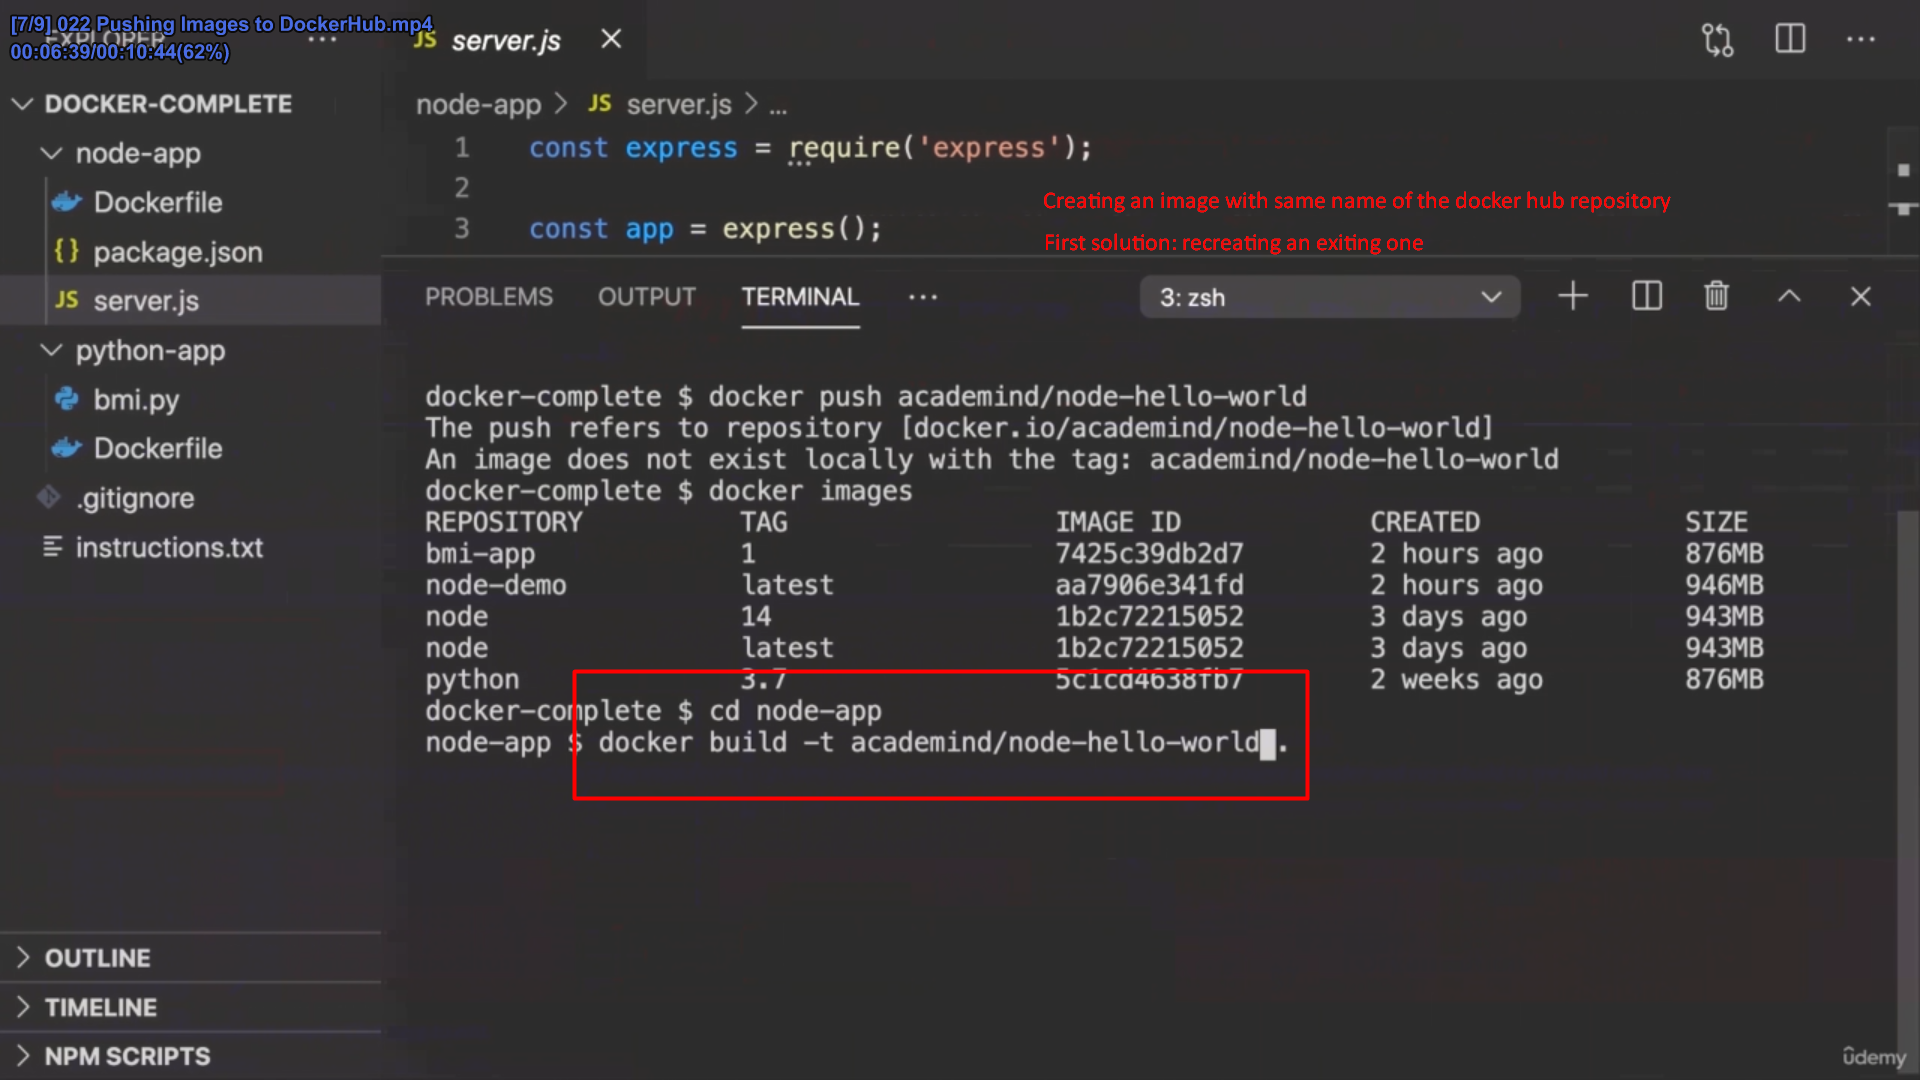 [7/9] 022 Pushing Images to DockerHub.mp4
00:06:39/00:10:44(62%)
EXPLORER
JS server.js
DOCKER-COMPLETE
node-app
Dockerfile
{} package.json
JS server.js
python-app
bmi.py
Dockerfile
.gitignore
instructions.txt
OUTLINE
TIMELINE
NPM SCRIPTS
node-app > JS server.js > ...
1 const express = require('express');
2
3 const app = express();
Creating an image with same name of the docker hub repository
First solution: recreating an exiting one
PROBLEMS OUTPUT TERMINAL ... 3: zsh
docker-complete $ docker push academind/node-hello-world
The push refers to repository [docker.io/academind/node-hello-world]
An image does not exist locally with the tag: academind/node-hello-world
docker-complete $ docker images
REPOSITORY TAG IMAGE ID CREATED SIZE
bmi-app 1 7425c39db2d7 2 hours ago 876MB
node-demo latest aa7906e341fd 2 hours ago 946MB
node 14 1b2c72215052 3 days ago 943MB
node latest 1b2c72215052 3 days ago 943MB
python 3.7 5c1cd4638fb7 2 weeks ago 876MB
docker-complete $ cd node-app
node-app $ docker build -t academind/node-hello-world .
ûdemy